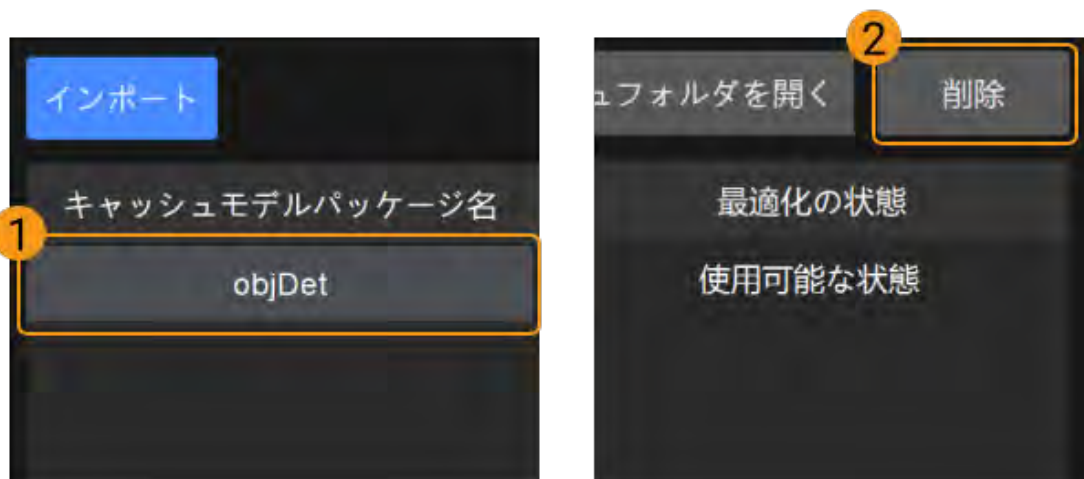 インポート
キャッシュモデルパッケージ名
1
objDet
2
ュフォルダを開く
削除
最適化の状態
使用可能な状態